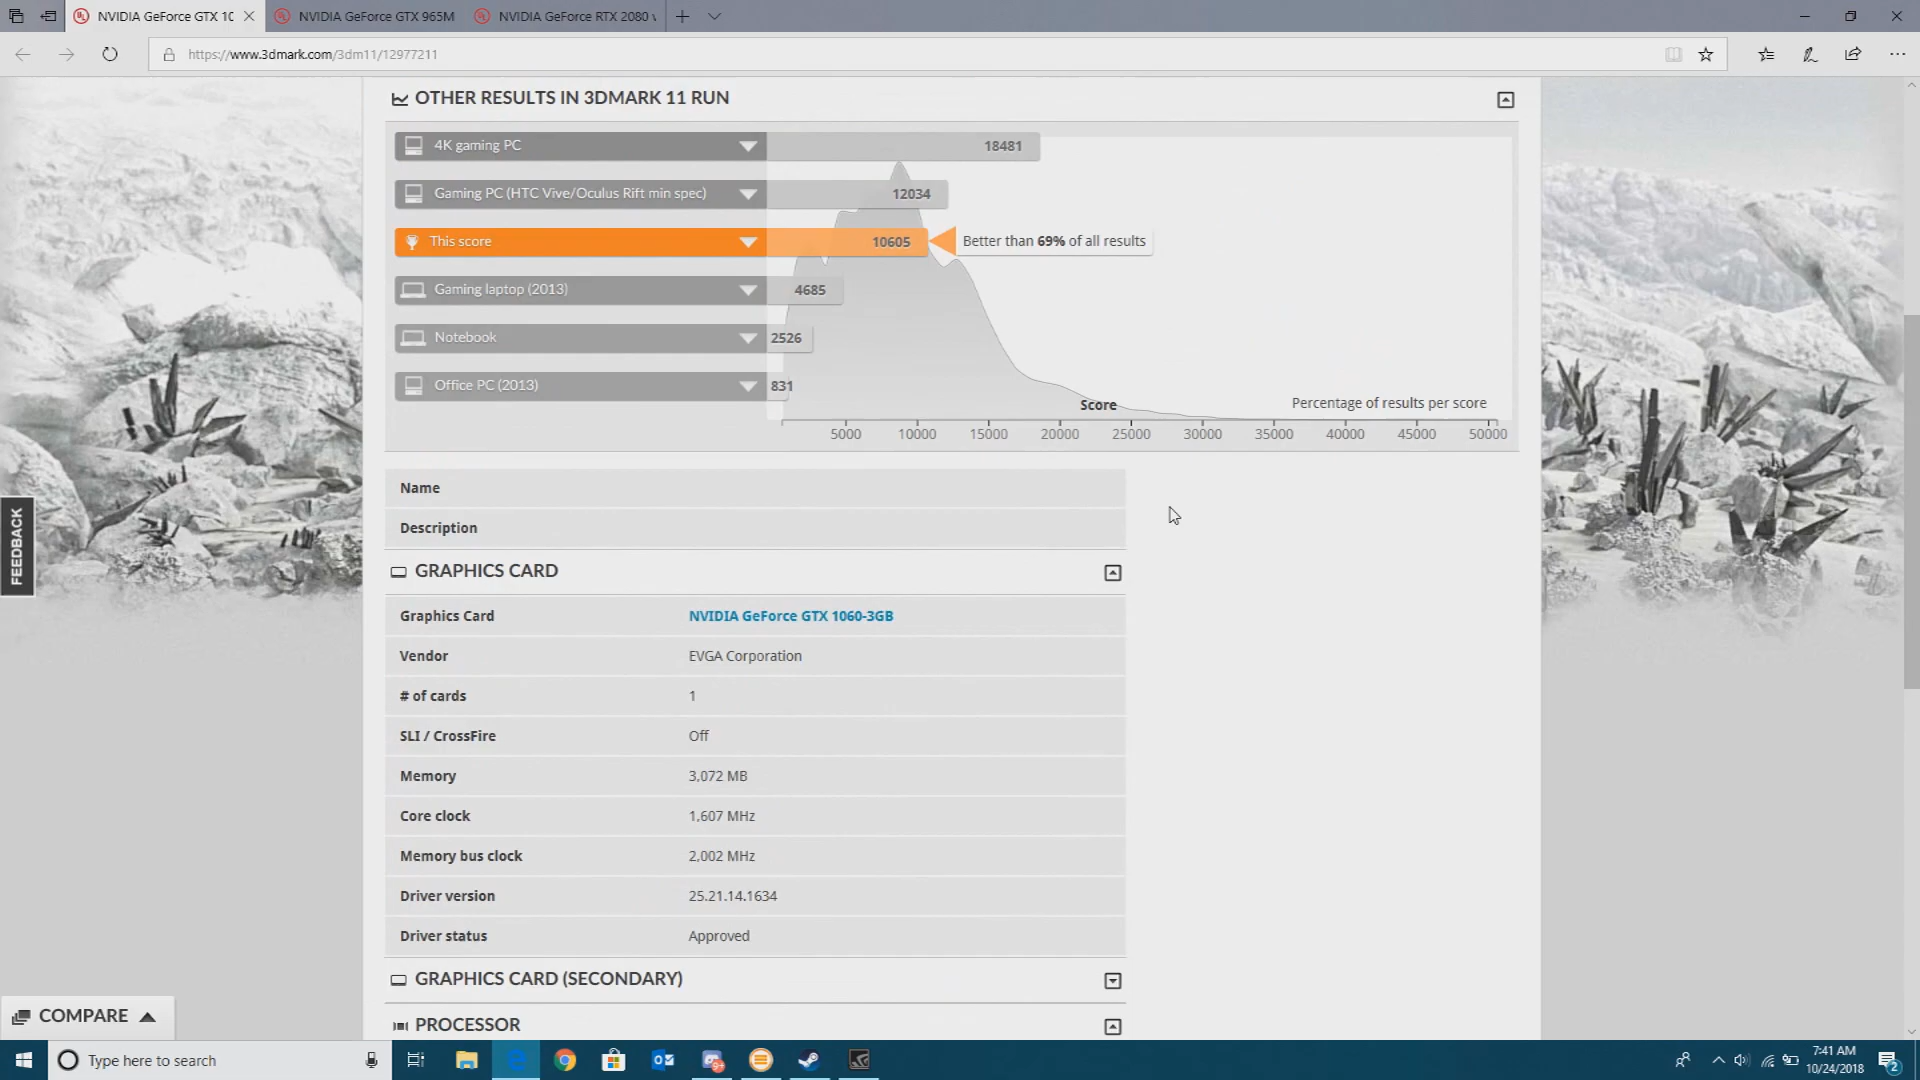 NVIDIA GeForce GTX 10
NVIDIA GeForce GTX 965M
NVIDIA GeForce RTX 2080 v
https://www.3dmark.com/3dm11/12977211
OTHER RESULTS IN 3DMARK 11 RUN
4K gaming PC
18481
Gaming PC (HTC Vive/Oculus Rift min spec)
12034
This score
10605
Better than 69% of all results
Gaming laptop (2013)
4685
Notebook
2526
Office PC (2013)
831
Score
Percentage of results per score
5000 10000 15000 20000 25000 30000 35000 40000 45000 50000
Name
Description
FEEDBACK
GRAPHICS CARD
Graphics Card NVIDIA GeForce GTX 1060-3GB
Vendor EVGA Corporation
# of cards 1
SLI / CrossFire Off
Memory 3,072 MB
Core clock 1,607 MHz
Memory bus clock 2,002 MHz
Driver version 25.21.14.1634
Driver status Approved
GRAPHICS CARD (SECONDARY)
COMPARE
PROCESSOR
Type here to search
7:41 AM
10/24/2018
2